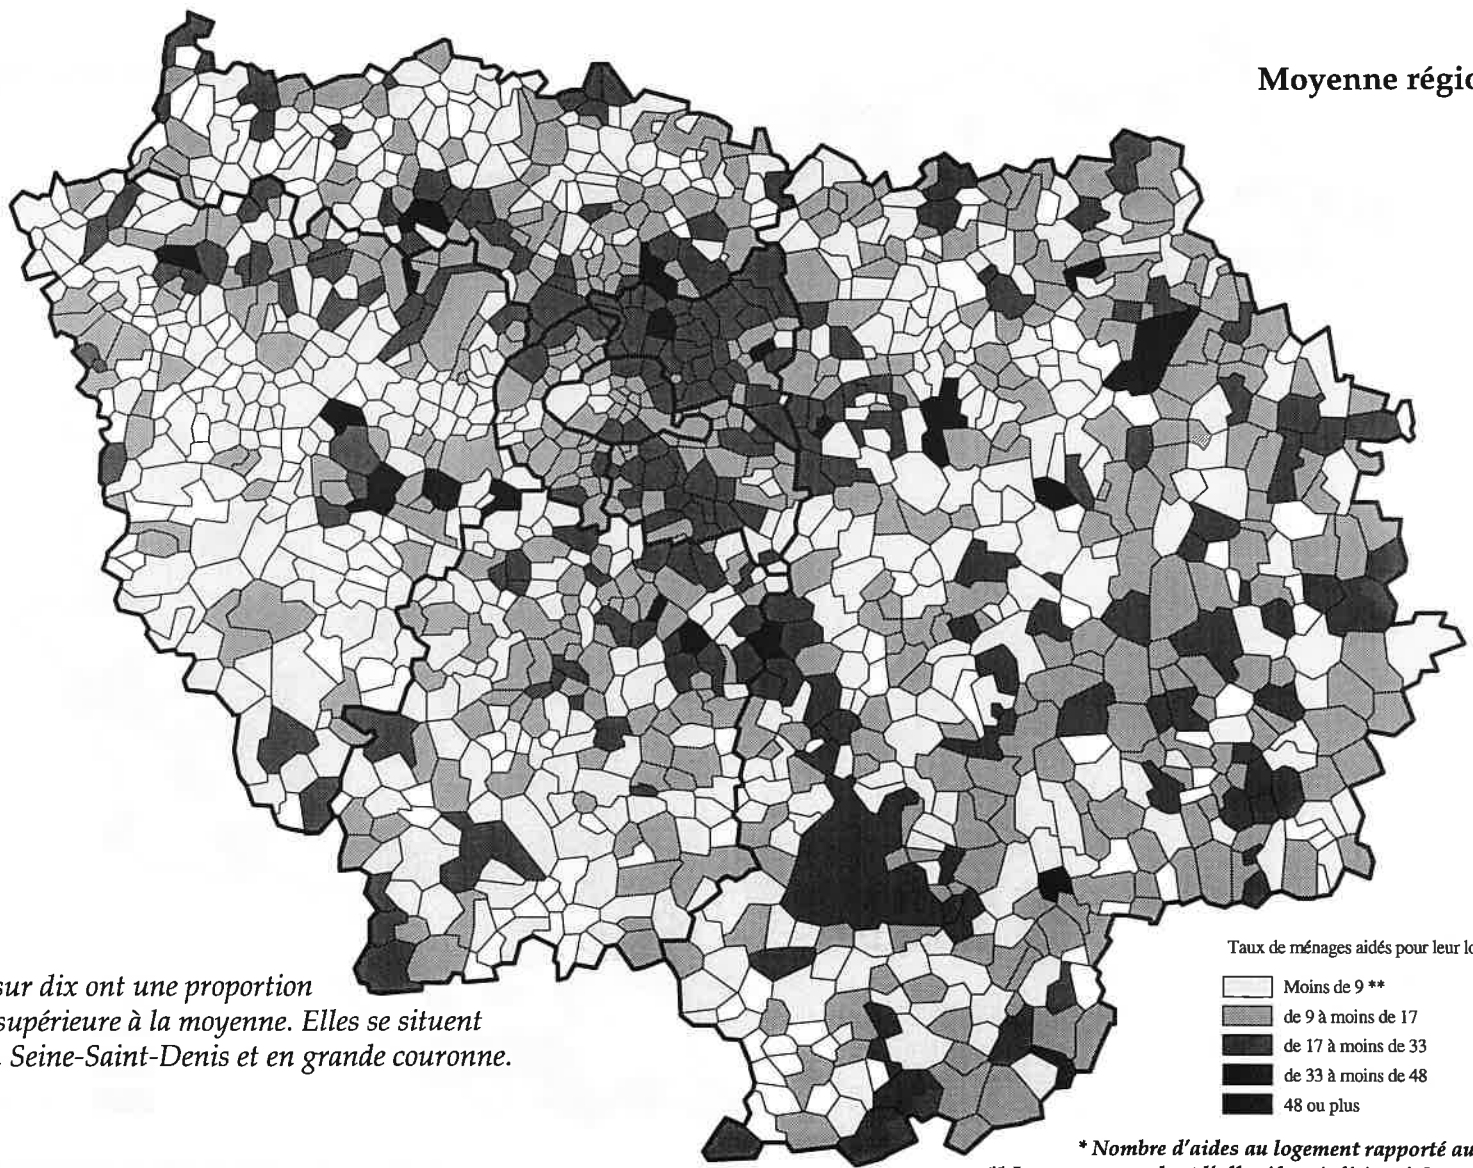 Moyenne régio
sur dix ont une proportion
supérieure à la moyenne. Elles se situent
Seine-Saint-Denis et en grande couronne.
Taux de ménages aidés pour leur lo
Moins de 9 **
de 9 à moins de 17
de 17 à moins de 33
de 33 à moins de 48
48 ou plus
* Nombre d'aides au logement rapporté au